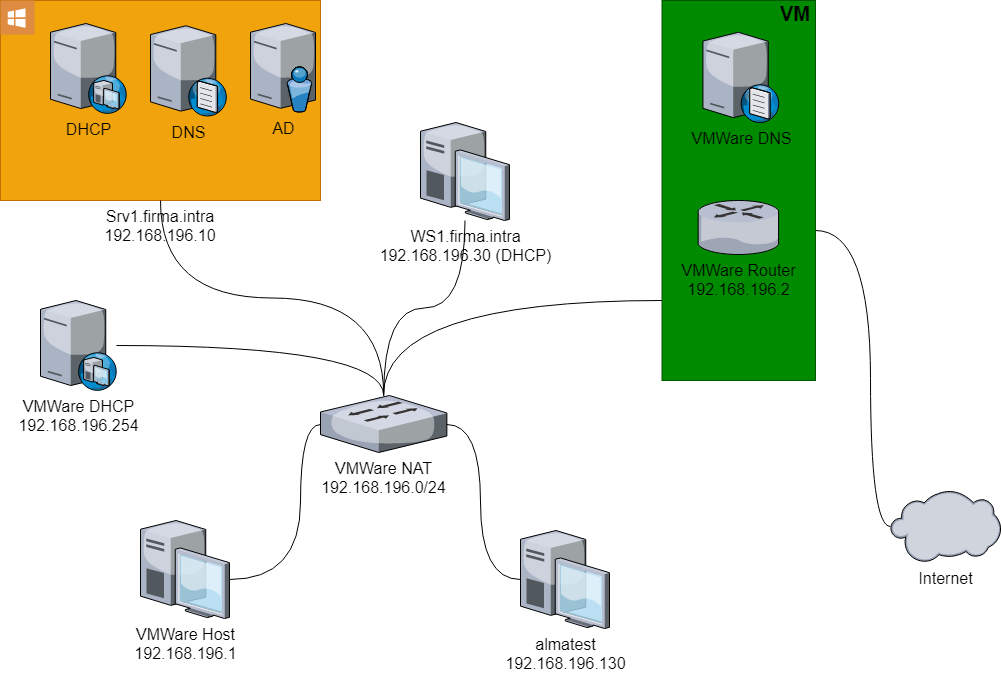 VM
DHCP
DNS
AD
VMWare DNS
Srv1.firma.intra
192.168.196.10
WS1.firma.intra
192.168.196.30 (DHCP)
VMWare Router
192.168.196.2
VMWare DHCP
192.168.196.254
VMWare NAT
192.168.196.0/24
Internet
VMWare Host
192.168.196.1
almatest
192.168.196.130